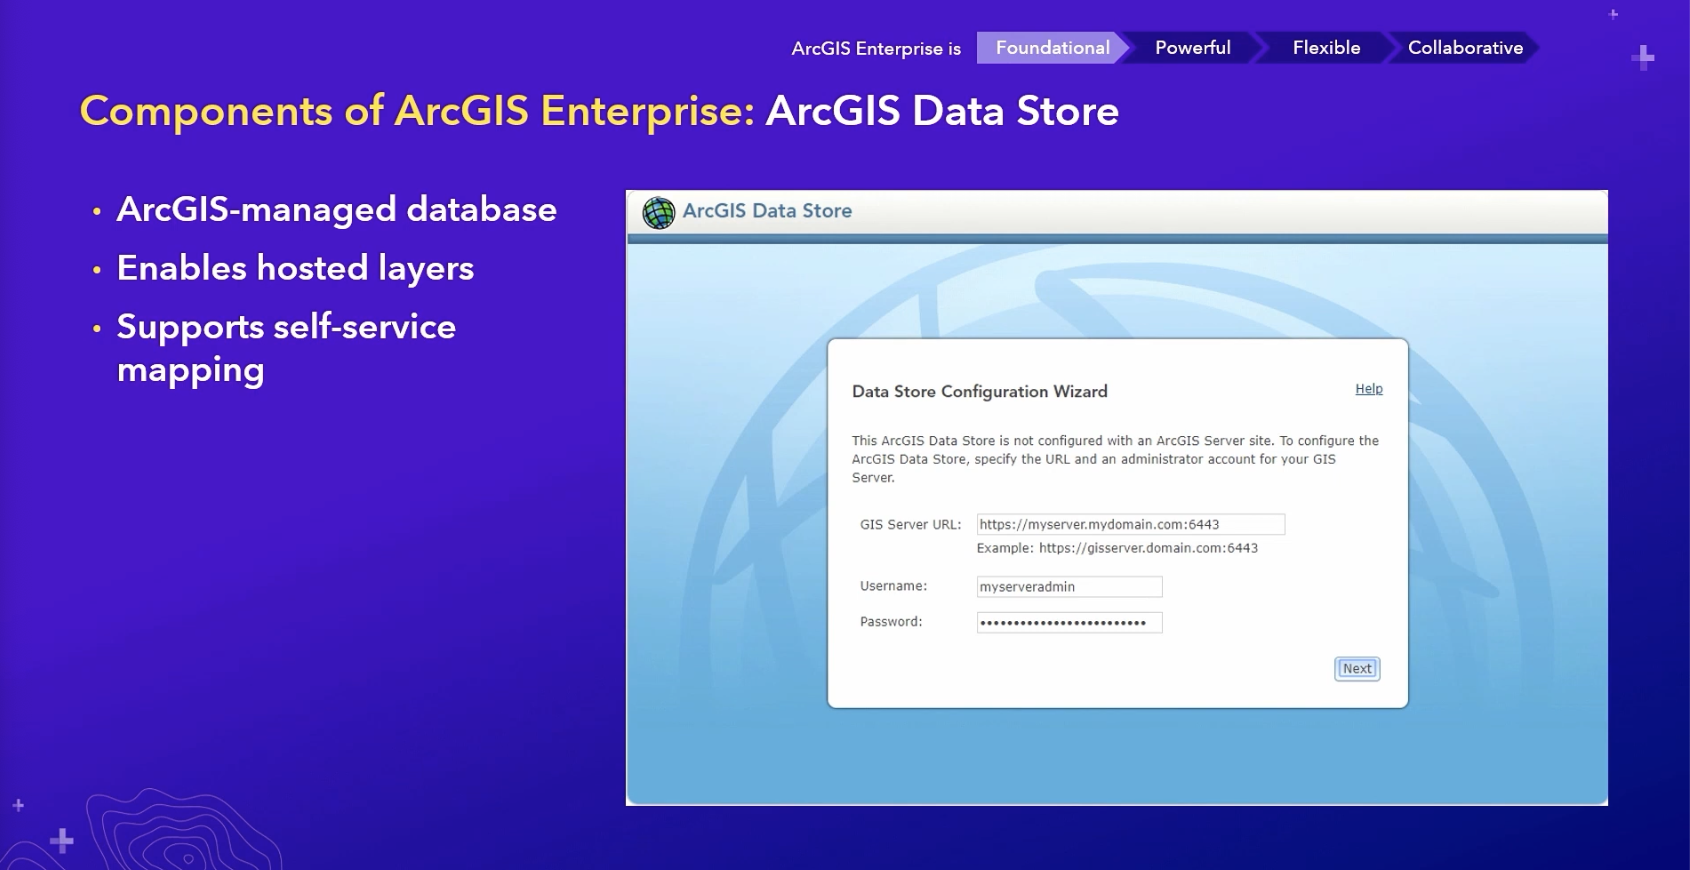 ArcGIS Enterprise is Foundational Powerful Flexible Collaborative
Components of ArcGIS Enterprise: ArcGIS Data Store
• ArcGIS-managed database
• Enables hosted layers
• Supports self-service
mapping
ArcGIS Data Store
Data Store Configuration Wizard Help
This ArcGIS Data Store is not configured with an ArcGIS Server site. To configure the
ArcGIS Data Store, specify the URL and an administrator account for your GIS
Server.
GIS Server URL: https://myserver.mydomain.com:6443
Example: https://gisserver.domain.com:6443
Username: myserveradmin
Password: •••••••••••••••••••••••••
Next